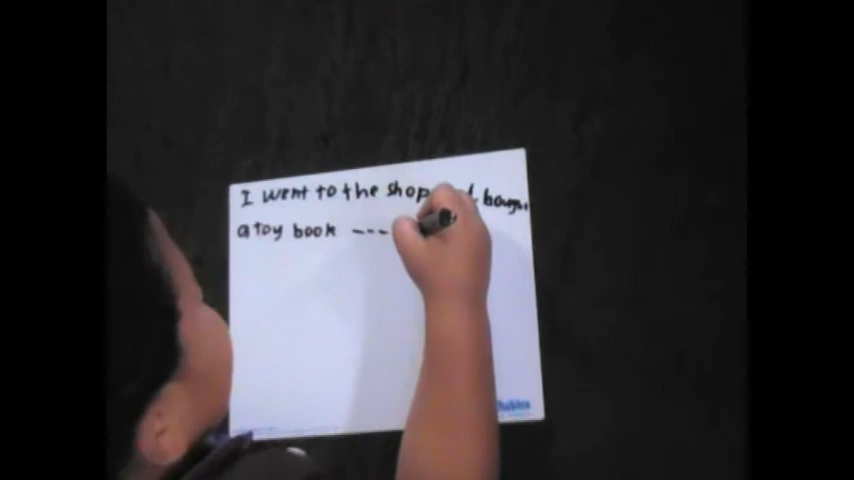 I went to the shop
a toy book ----